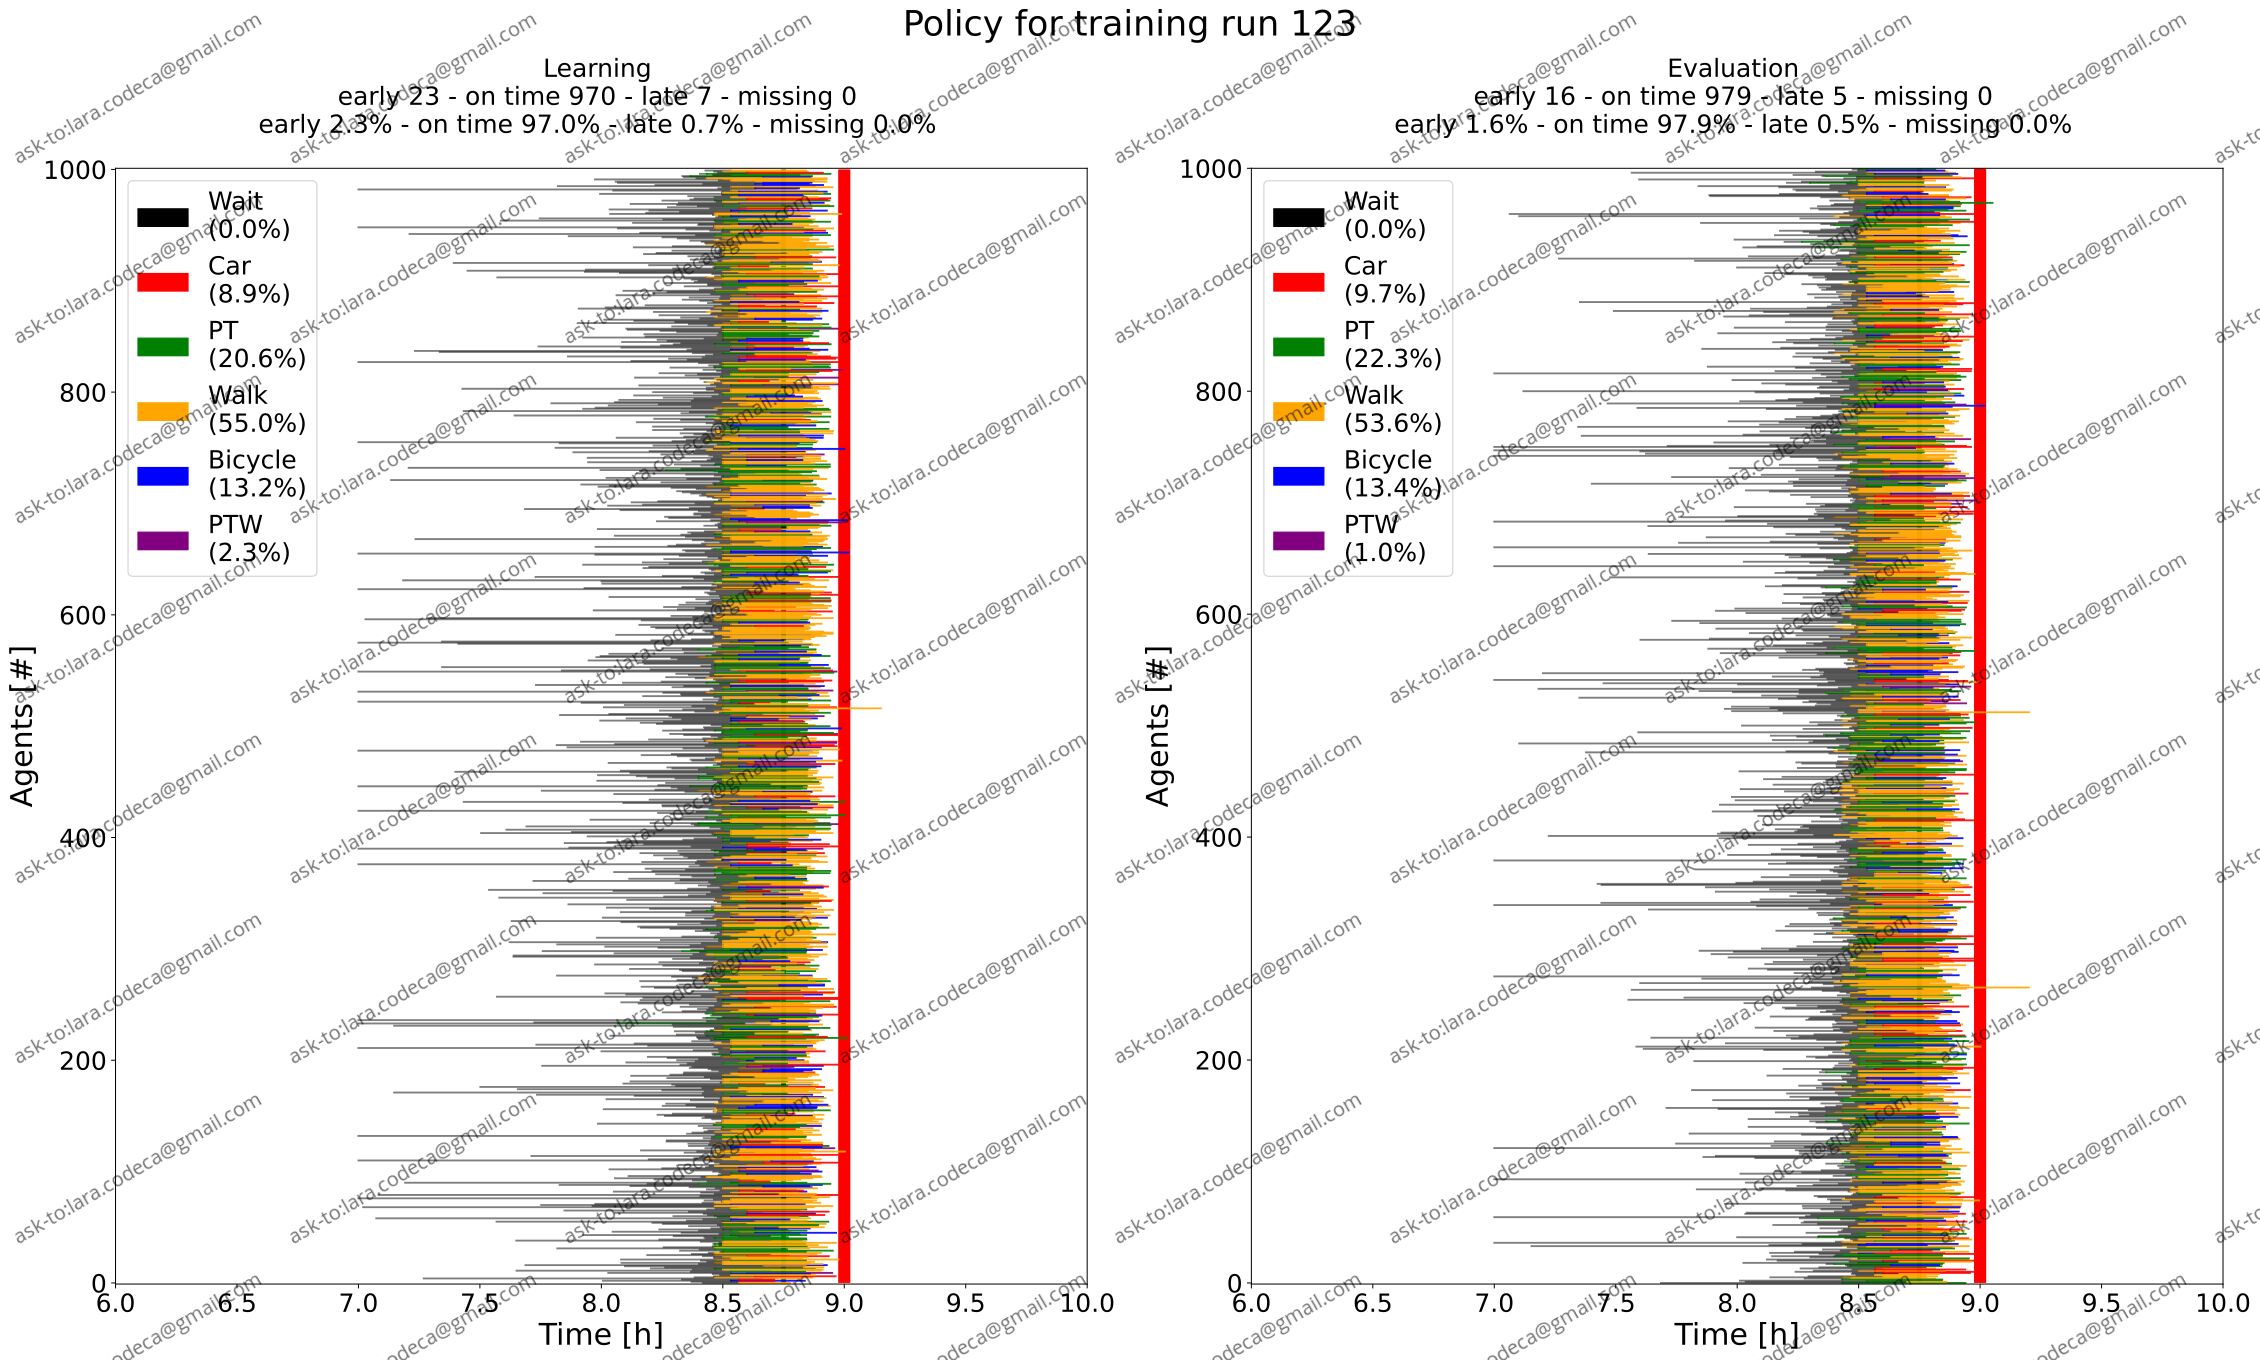 Policy for training run 123
Learning
early 23 - on time 970 - late 7 - missing 0
early 2.3% - on time 97.0% - late 0.7% - missing 0.0%
Agents [#]
1000
800
600
400
200
0
Wait
(0.0%)
Car
(8.9%)
PT
(20.6%)
Walk
(55.0%)
Bicycle
(13.2%)
PTW
(2.3%)
6.0 6.5 7.0 7.5 8.0 8.5 9.0 9.5 10.0
Time [h]
Evaluation
early 16 - on time 979 - late 5 - missing 0
early 1.6% - on time 97.9% - late 0.5% - missing 0.0%
Agents [#]
1000
800
600
400
200
0
Wait
(0.0%)
Car
(9.7%)
PT
(22.3%)
Walk
(53.6%)
Bicycle
(13.4%)
PTW
(1.0%)
6.0 6.5 7.0 7.5 8.0 8.5 9.0 9.5 10.0
Time [h]
ask-to:lara.codeca@gmail.com